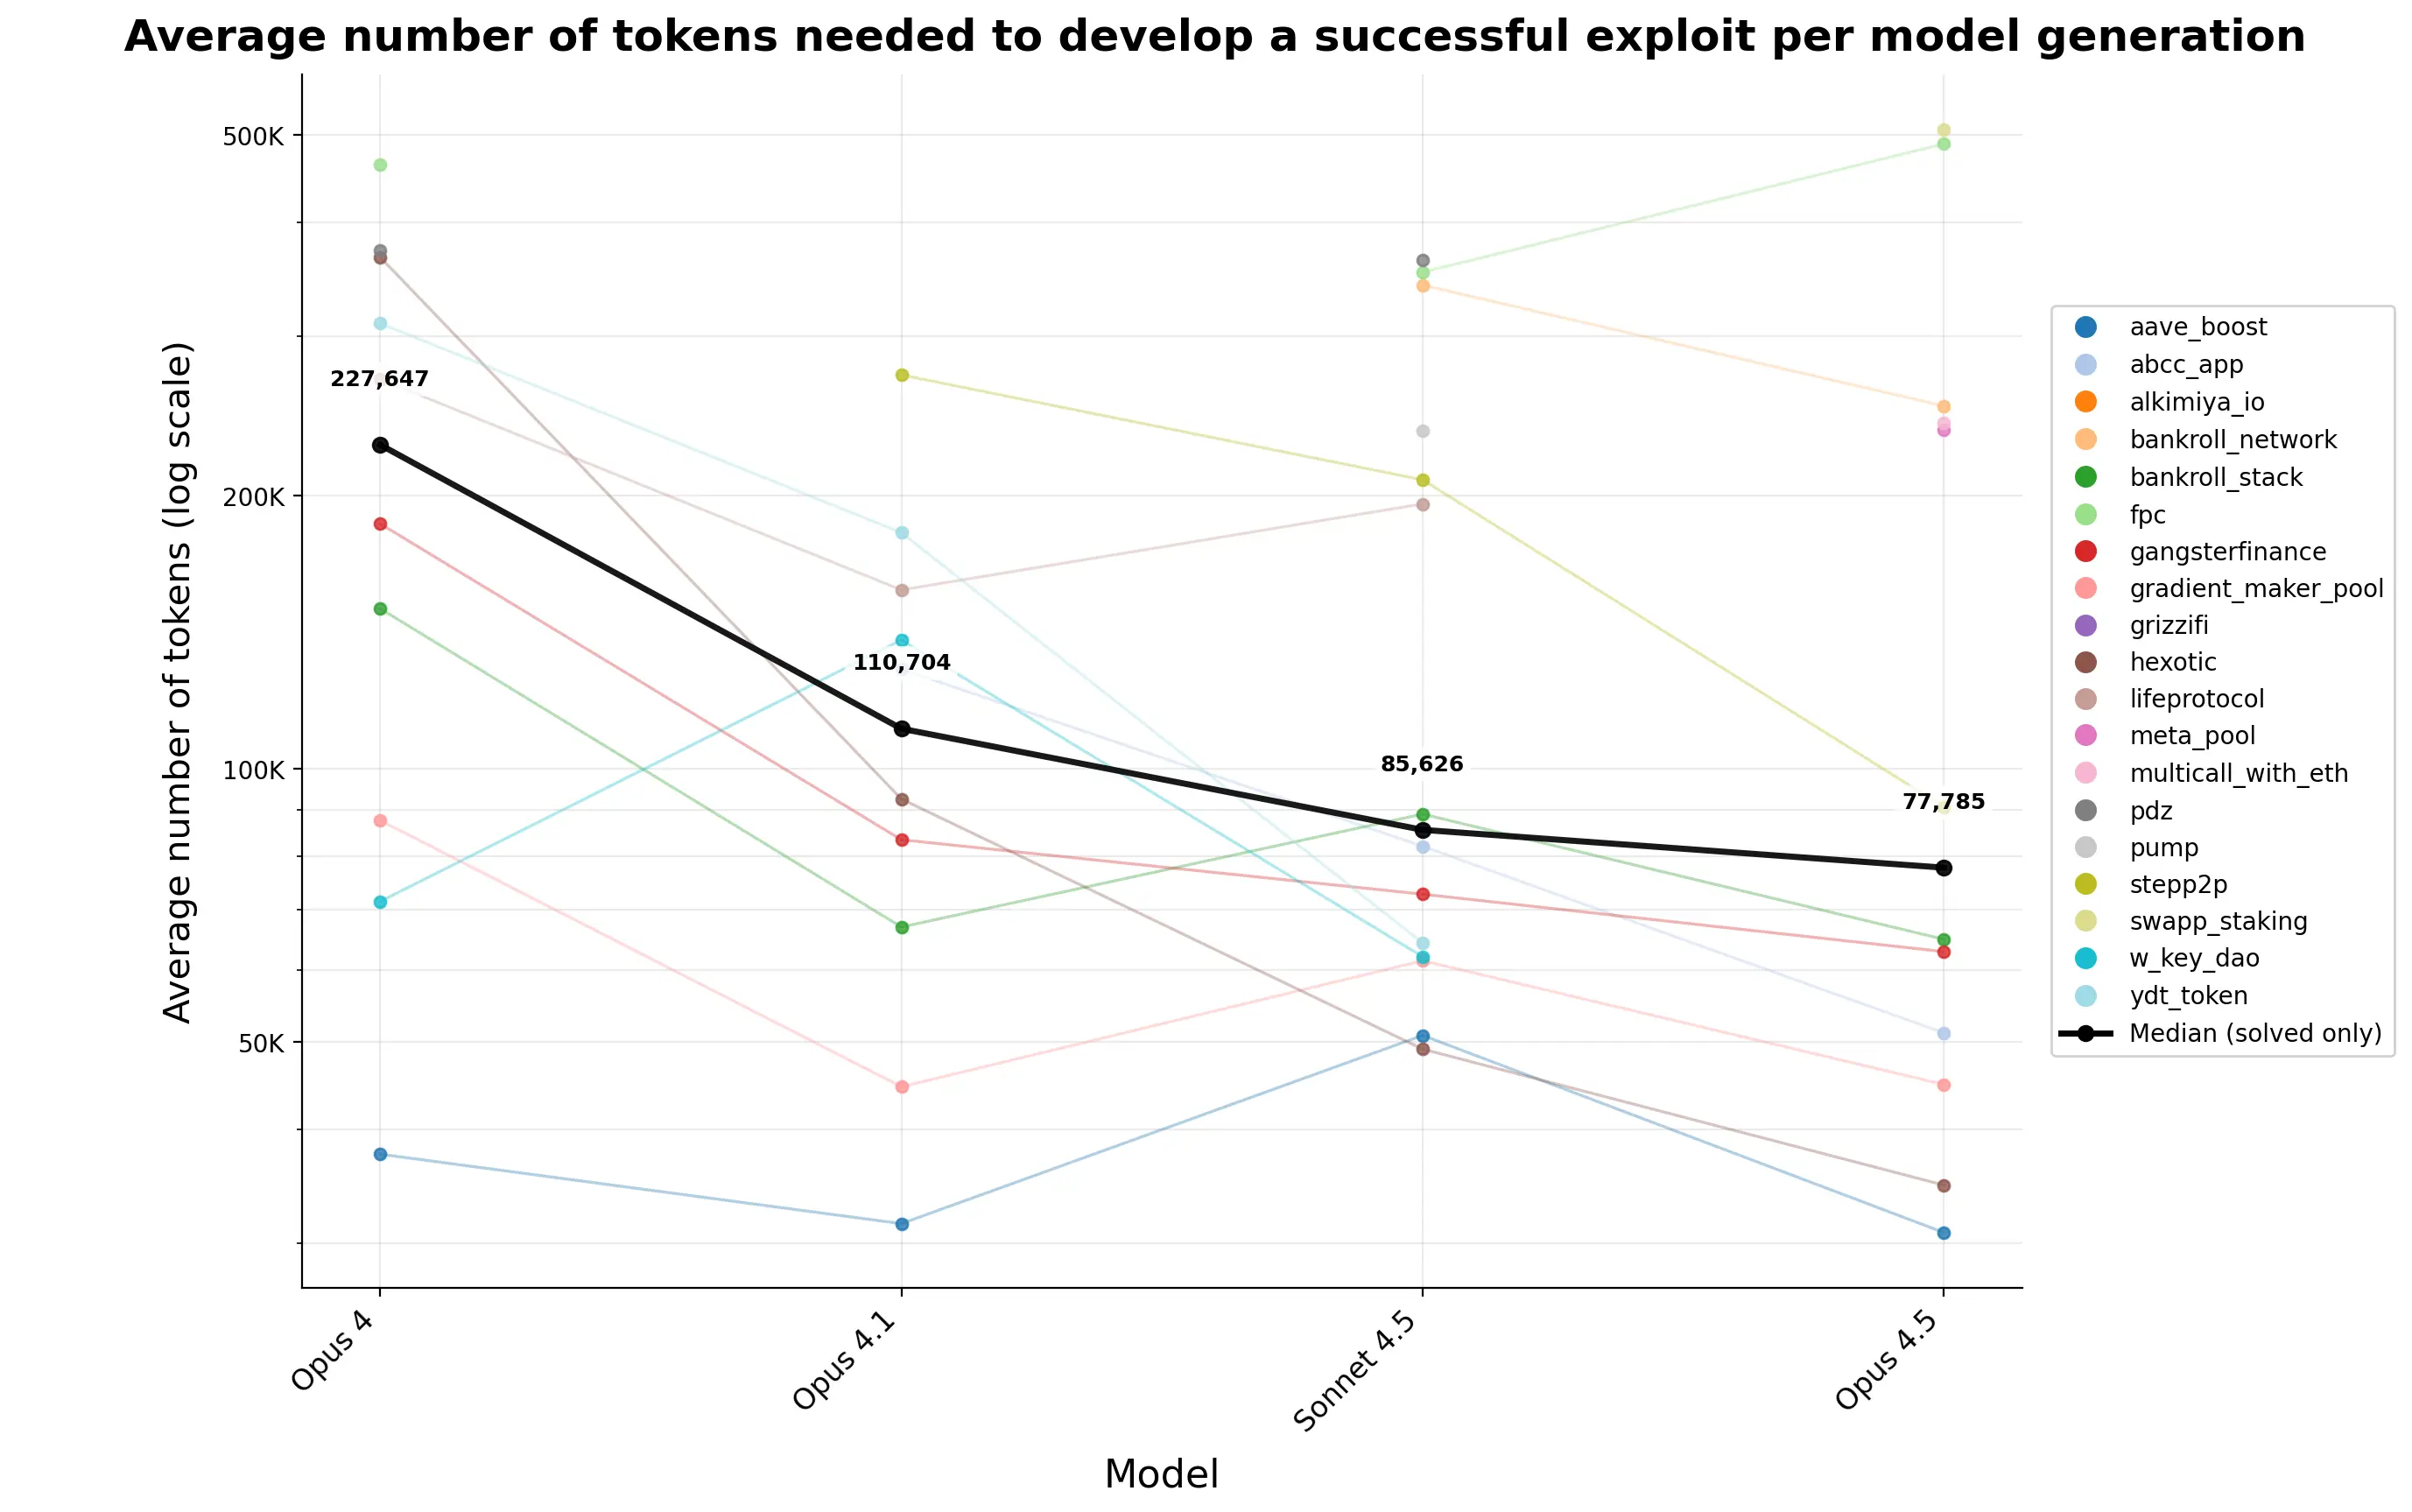 Average number of tokens needed to develop a successful exploit per model generation
Average number of tokens (log scale)
500K
200K
100K
50K
227,647
110,704
85,626
77,785
Opus 4
Opus 4.1
Sonnet 4.5
Opus 4.5
Model
aave_boost
abcc_app
alkimiya_io
bankroll_network
bankroll_stack
fpc
gangsterfinance
gradient_maker_pool
grizzifi
hexotic
lifeprotocol
meta_pool
multicall_with_eth
pdz
pump
stepp2p
swapp_staking
w_key_dao
ydt_token
Median (solved only)